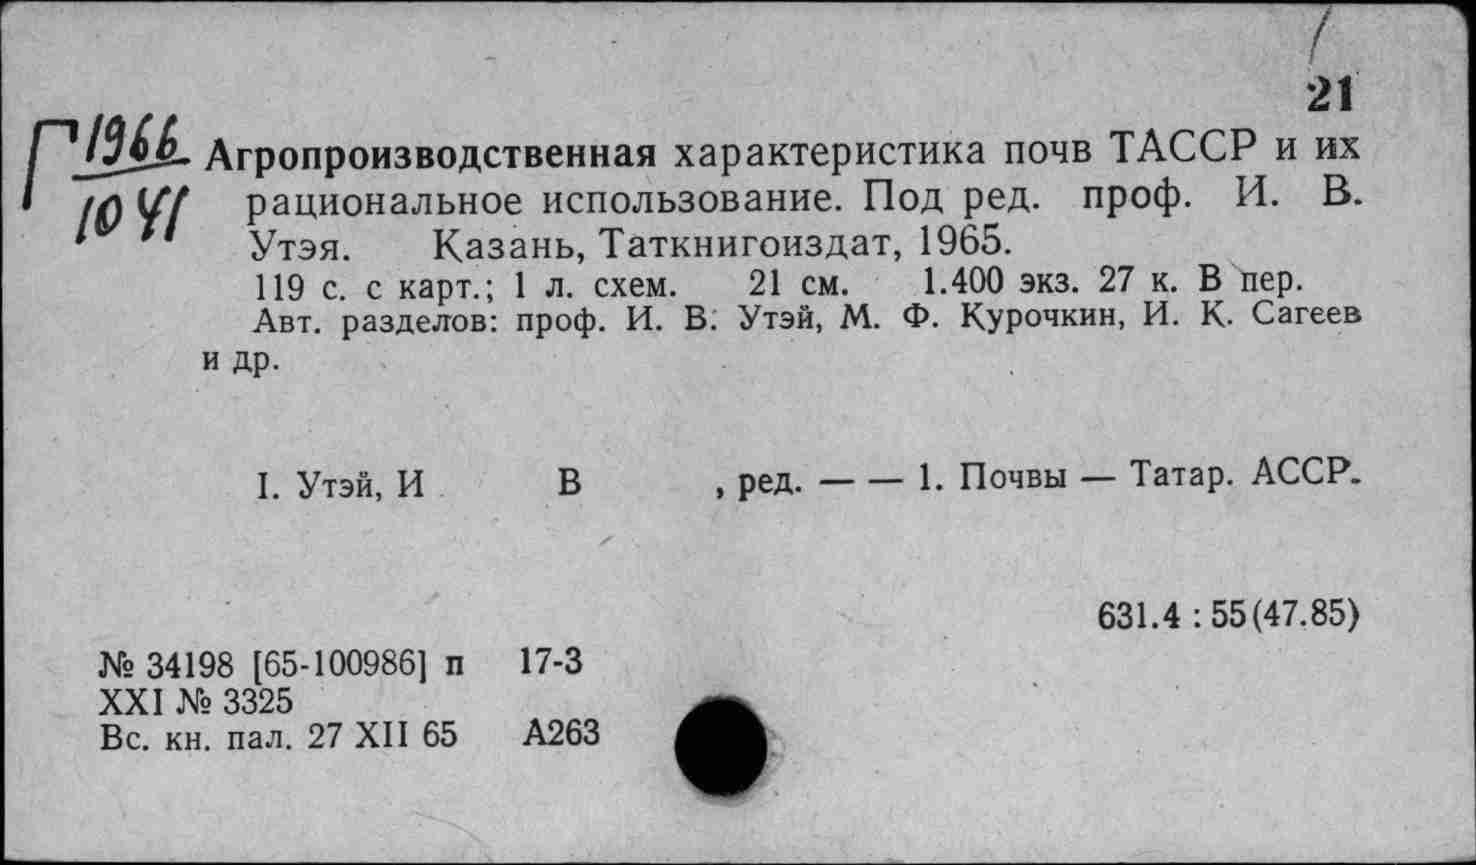 21
Г 1966
1041
Агропроизводственная характеристика почв ТАССР и их
рациональное использование. Под ред. проф. И. В.
Утэя. Казань, Таткнигоиздат, 1965.
119 с. с карт.; 1 л. схем. 21 см. 1.400 экз. 27 к. В пер.
Авт. разделов: проф. И. В. Утэй, М. Ф. Курочкин, И. К. Сагеев
и др.
I. Утэй, И В , ред. — — 1. Почвы — Татар. АССР.
631.4 : 55(47.85)
№ 34198 [65-100986] п 17-3
XXI № 3325
Вс. кн. пал. 27 XII 65 А263